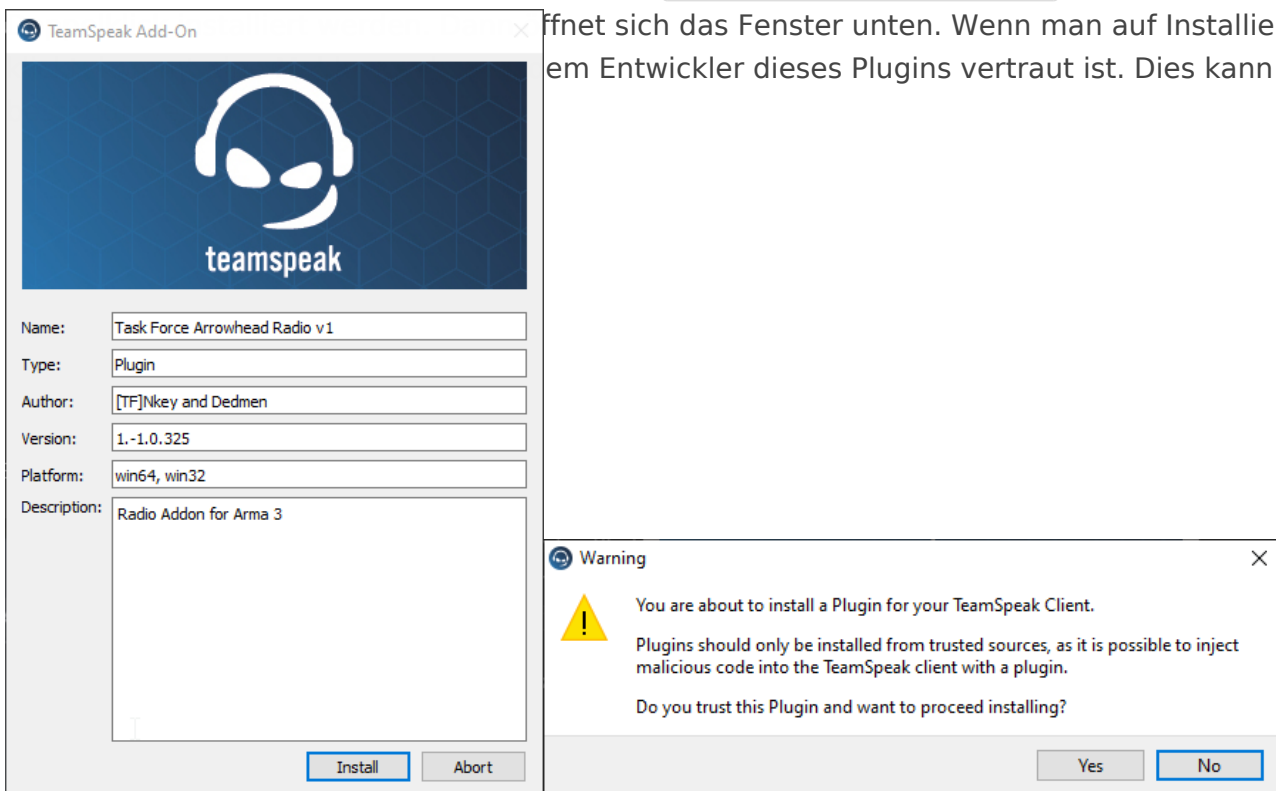 TeamSpeak Add-On
ffnet sich das Fenster unten. Wenn man auf Installie
em Entwickler dieses Plugins vertraut ist. Dies kann
teamspeak
Name: Task Force Arrowhead Radio v1
Type: Plugin
Author: [TF]Nkey and Dedmen
Version: 1.-1.0.325
Platform: win64, win32
Description: Radio Addon for Arma 3
Install Abort
Warning
You are about to install a Plugin for your TeamSpeak Client.
Plugins should only be installed from trusted sources, as it is possible to inject
malicious code into the TeamSpeak client with a plugin.
Do you trust this Plugin and want to proceed installing?
Yes No